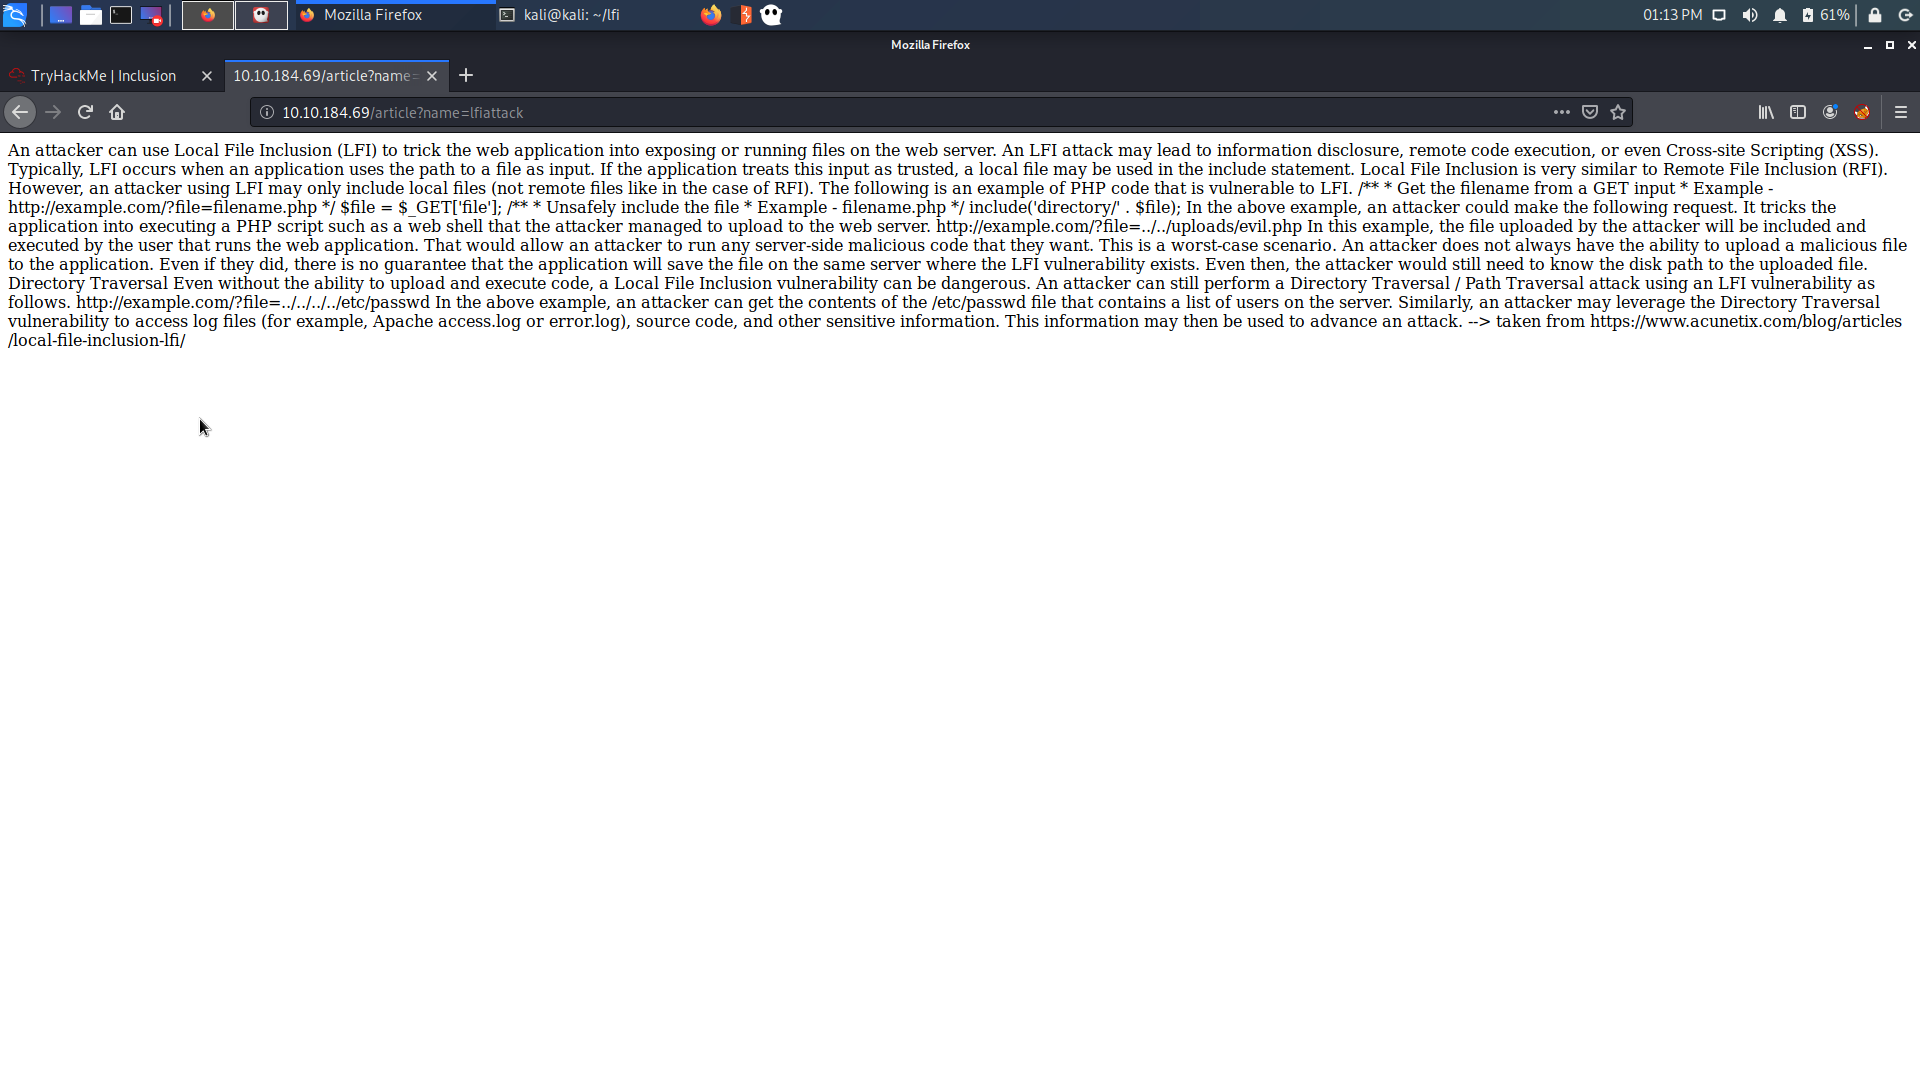 Mozilla Firefox
kali@kali: ~/lfi
01:13 PM
61%
Mozilla Firefox
TryHackMe | Inclusion
10.10.184.69/article?name=
10.10.184.69/article?name=lfiattack
An attacker can use Local File Inclusion (LFI) to trick the web application into exposing or running files on the web server. An LFI attack may lead to information disclosure, remote code execution, or even Cross-site Scripting (XSS).
Typically, LFI occurs when an application uses the path to a file as input. If the application treats this input as trusted, a local file may be used in the include statement. Local File Inclusion is very similar to Remote File Inclusion (RFI).
However, an attacker using LFI may only include local files (not remote files like in the case of RFI). The following is an example of PHP code that is vulnerable to LFI. /** * Get the filename from a GET input * Example -
http://example.com/?file=filename.php */ $file = $_GET['file']; /** * Unsafely include the file * Example - filename.php */ include('directory/' . $file); In the above example, an attacker could make the following request. It tricks the
application into executing a PHP script such as a web shell that the attacker managed to upload to the web server. http://example.com/?file=../../uploads/evil.php In this example, the file uploaded by the attacker will be included and
executed by the user that runs the web application. That would allow an attacker to run any server-side malicious code that they want. This is a worst-case scenario. An attacker does not always have the ability to upload a malicious file
to the application. Even if they did, there is no guarantee that the application will save the file on the same server where the LFI vulnerability exists. Even then, the attacker would still need to know the disk path to the uploaded file.
Directory Traversal Even without the ability to upload and execute code, a Local File Inclusion vulnerability can be dangerous. An attacker can still perform a Directory Traversal / Path Traversal attack using an LFI vulnerability as
follows. http://example.com/?file=../../../../etc/passwd In the above example, an attacker can get the contents of the /etc/passwd file that contains a list of users on the server. Similarly, an attacker may leverage the Directory Traversal
vulnerability to access log files (for example, Apache access.log or error.log), source code, and other sensitive information. This information may then be used to advance an attack. --> taken from https://www.acunetix.com/blog/articles
/local-file-inclusion-lfi/